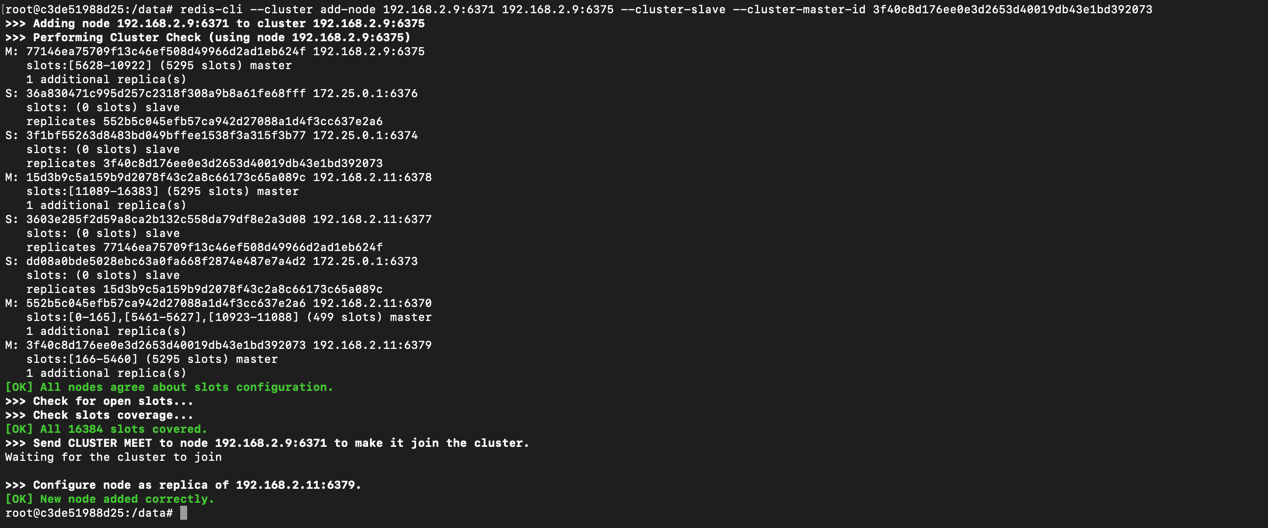 root@c3de51988d25:/data# redis-cli --cluster add-node 192.168.2.9:6371 192.168.2.9:6375 --cluster-slave --cluster-master-id 3f40c8d176ee0e3d2653d40019db43e1bd392073
>>> Adding node 192.168.2.9:6371 to cluster 192.168.2.9:6375
>>> Performing Cluster Check (using node 192.168.2.9:6375)
M: 77146ea75709f13c46ef508d49966d2ad1eb624f 192.168.2.9:6375
   slots:[5628-10922] (5295 slots) master
   1 additional replica(s)
S: 36a830471c995d257c2318f308a9b8a61fe68fff 172.25.0.1:6376
   slots: (0 slots) slave
   replicates 552b5c045efb57ca942d27088a1d4f3cc637e2a6
S: 3f1bf55263d8483bd049bffee1538f3a315f3b77 172.25.0.1:6374
   slots: (0 slots) slave
   replicates 3f40c8d176ee0e3d2653d40019db43e1bd392073
M: 15d3b9c5a159b9d2078f43c2a8c66173c65a089c 192.168.2.11:6378
   slots:[11089-16383] (5295 slots) master
   1 additional replica(s)
S: 3603e285f2d59a8ca2b132c558da79df8e2a3d08 192.168.2.11:6377
   slots: (0 slots) slave
   replicates 77146ea75709f13c46ef508d49966d2ad1eb624f
S: dd08a0bde5028ebc63a0fa668f2874e487e7a4d2 172.25.0.1:6373
   slots: (0 slots) slave
   replicates 15d3b9c5a159b9d2078f43c2a8c66173c65a089c
M: 552b5c045efb57ca942d27088a1d4f3cc637e2a6 192.168.2.11:6370
   slots:[0-165],[5461-5627],[10923-11088] (499 slots) master
   1 additional replica(s)
M: 3f40c8d176ee0e3d2653d40019db43e1bd392073 192.168.2.11:6379
   slots:[166-5460] (5295 slots) master
   1 additional replica(s)
[OK] All nodes agree about slots configuration.
>>> Check for open slots...
>>> Check slots coverage...
[OK] All 16384 slots covered.
>>> Send CLUSTER MEET to node 192.168.2.9:6371 to make it join the cluster.
Waiting for the cluster to join

>>> Configure node as replica of 192.168.2.11:6379.
[OK] New node added correctly.
root@c3de51988d25:/data#